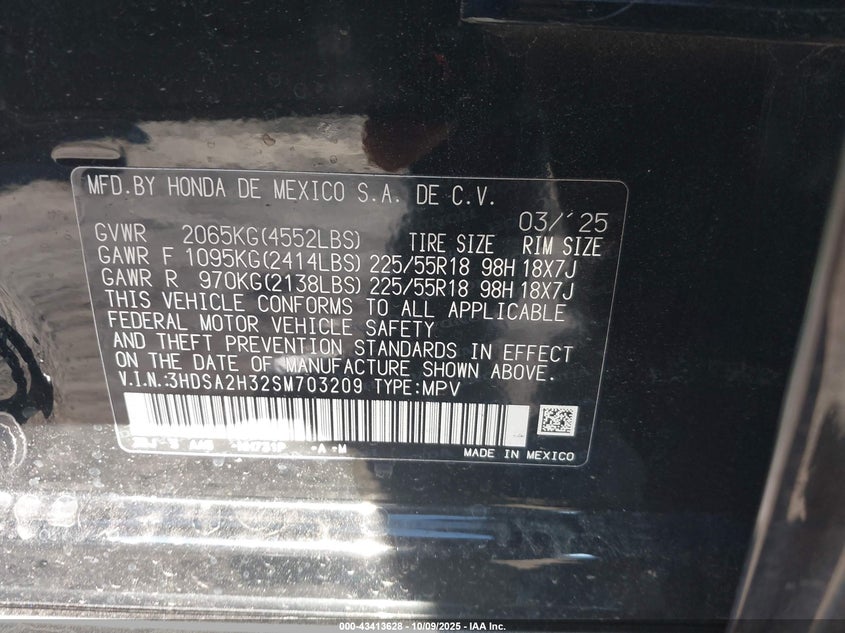 MFD.BY HONDA DE MEXICO S.A. DE C.V.
03/´25
GVWR 2065KG(4552LBS) TIRE SIZE RIM SIZE
GAWR F 1095KG(2414LBS) 225/55R18 98H 18X7J
GAWR R 970KG(2138LBS) 225/55R18 98H 18X7J
THIS VEHICLE CONFORMS TO ALL APPLICABLE
FEDERAL MOTOR VEHICLE SAFETY
AND THEFT PREVENTION STANDARDS IN EFFECT
ON THE DATE OF MANUFACTURE SHOWN ABOVE.
V.I.N.:3HDSA2H32SM703209 TYPE:MPV
MADE IN MEXICO
000-43413628 - 10/09/2025 - IAA Inc.